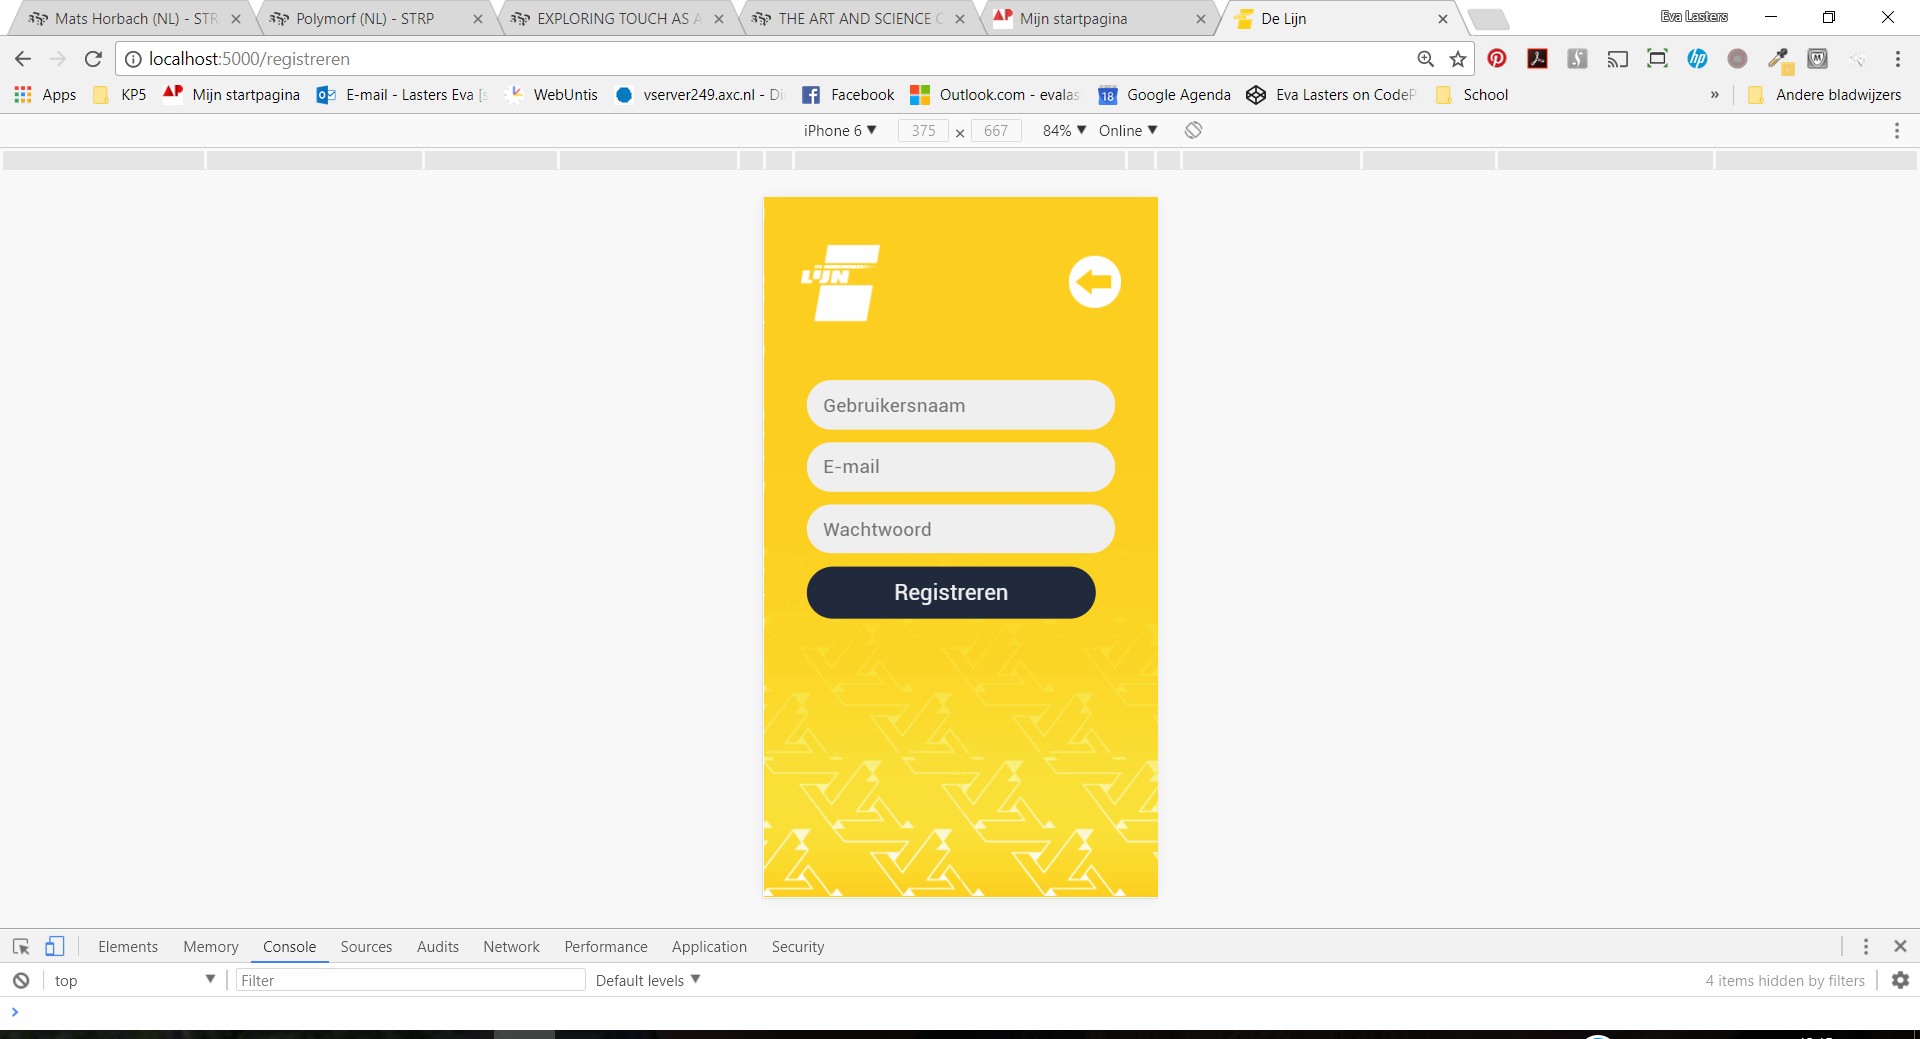 Mats Horbach (NL) - STR
Polymorf (NL) - STRP
EXPLORING TOUCH AS A
THE ART AND SCIENCE
Mijn startpagina
De Lijn
Eva Lasters
localhost:5000/registreren
Apps
KP5
Mijn startpagina
E-mail - Lasters Eva [s
WebUntis
vserver249.axc.nl - Di
Facebook
Outlook.com - evalas
18
Google Agenda
Eva Lasters on CodeP
School
»
Andere bladwijzers
iPhone 6 ▼
375 × 667
84% ▼
Online ▼
LIJN
Gebruikersnaam
E-mail
Wachtwoord
Registreren
Elements
Memory
Console
Sources
Audits
Network
Performance
Application
Security
top ▼
Filter
Default levels ▼
4 items hidden by filters